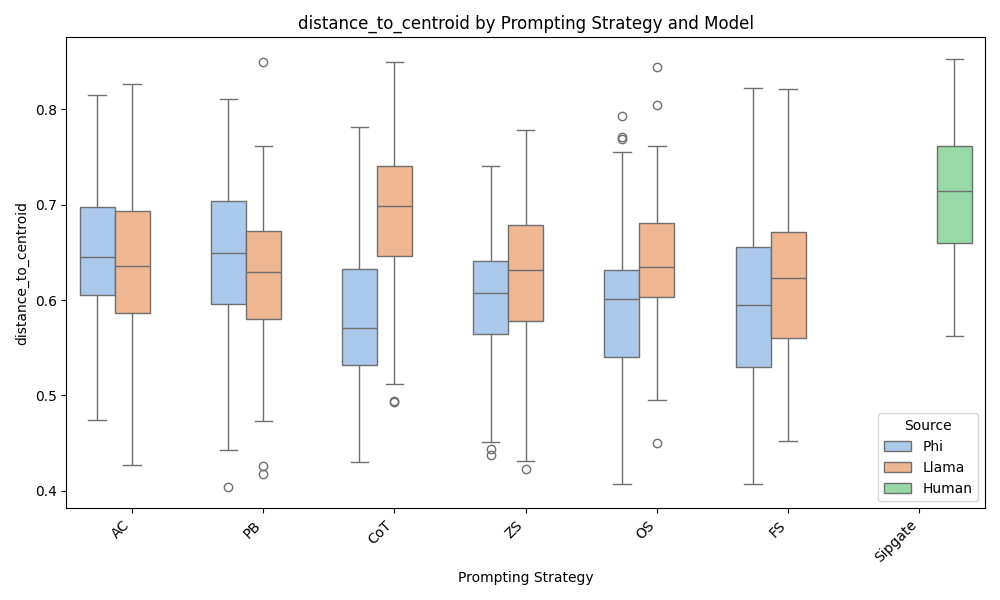 distance_to_centroid by Prompting Strategy and Model
distance_to_centroid
0.8
0.7
0.6
0.5
0.4
AC
PB
CoT
ZS
OS
FS
Sipgate
Prompting Strategy
Source
Phi
Llama
Human